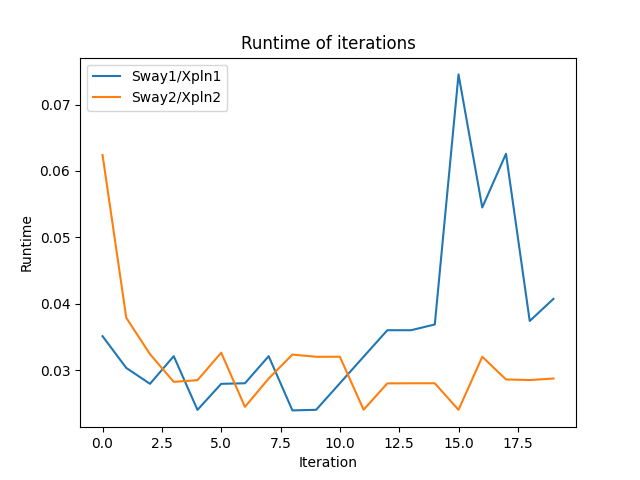 Runtime of iterations
Sway1/Xpln1
Sway2/Xpln2
0.07
0.06
0.05
0.04
0.03
Runtime
0.0 2.5 5.0 7.5 10.0 12.5 15.0 17.5
Iteration